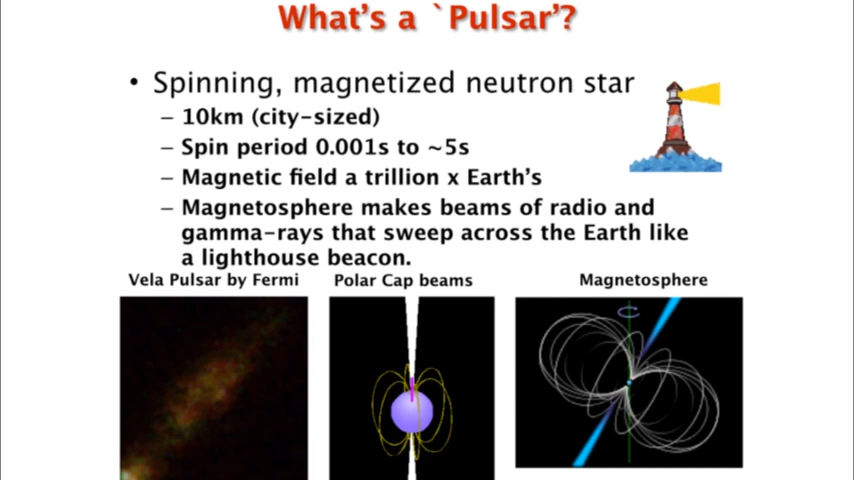 What's a `Pulsar'?
• Spinning, magnetized neutron star
– 10km (city-sized)
– Spin period 0.001s to ~5s
– Magnetic field a trillion x Earth's
– Magnetosphere makes beams of radio and
gamma-rays that sweep across the Earth like
a lighthouse beacon.
Vela Pulsar by Fermi
Polar Cap beams
Magnetosphere